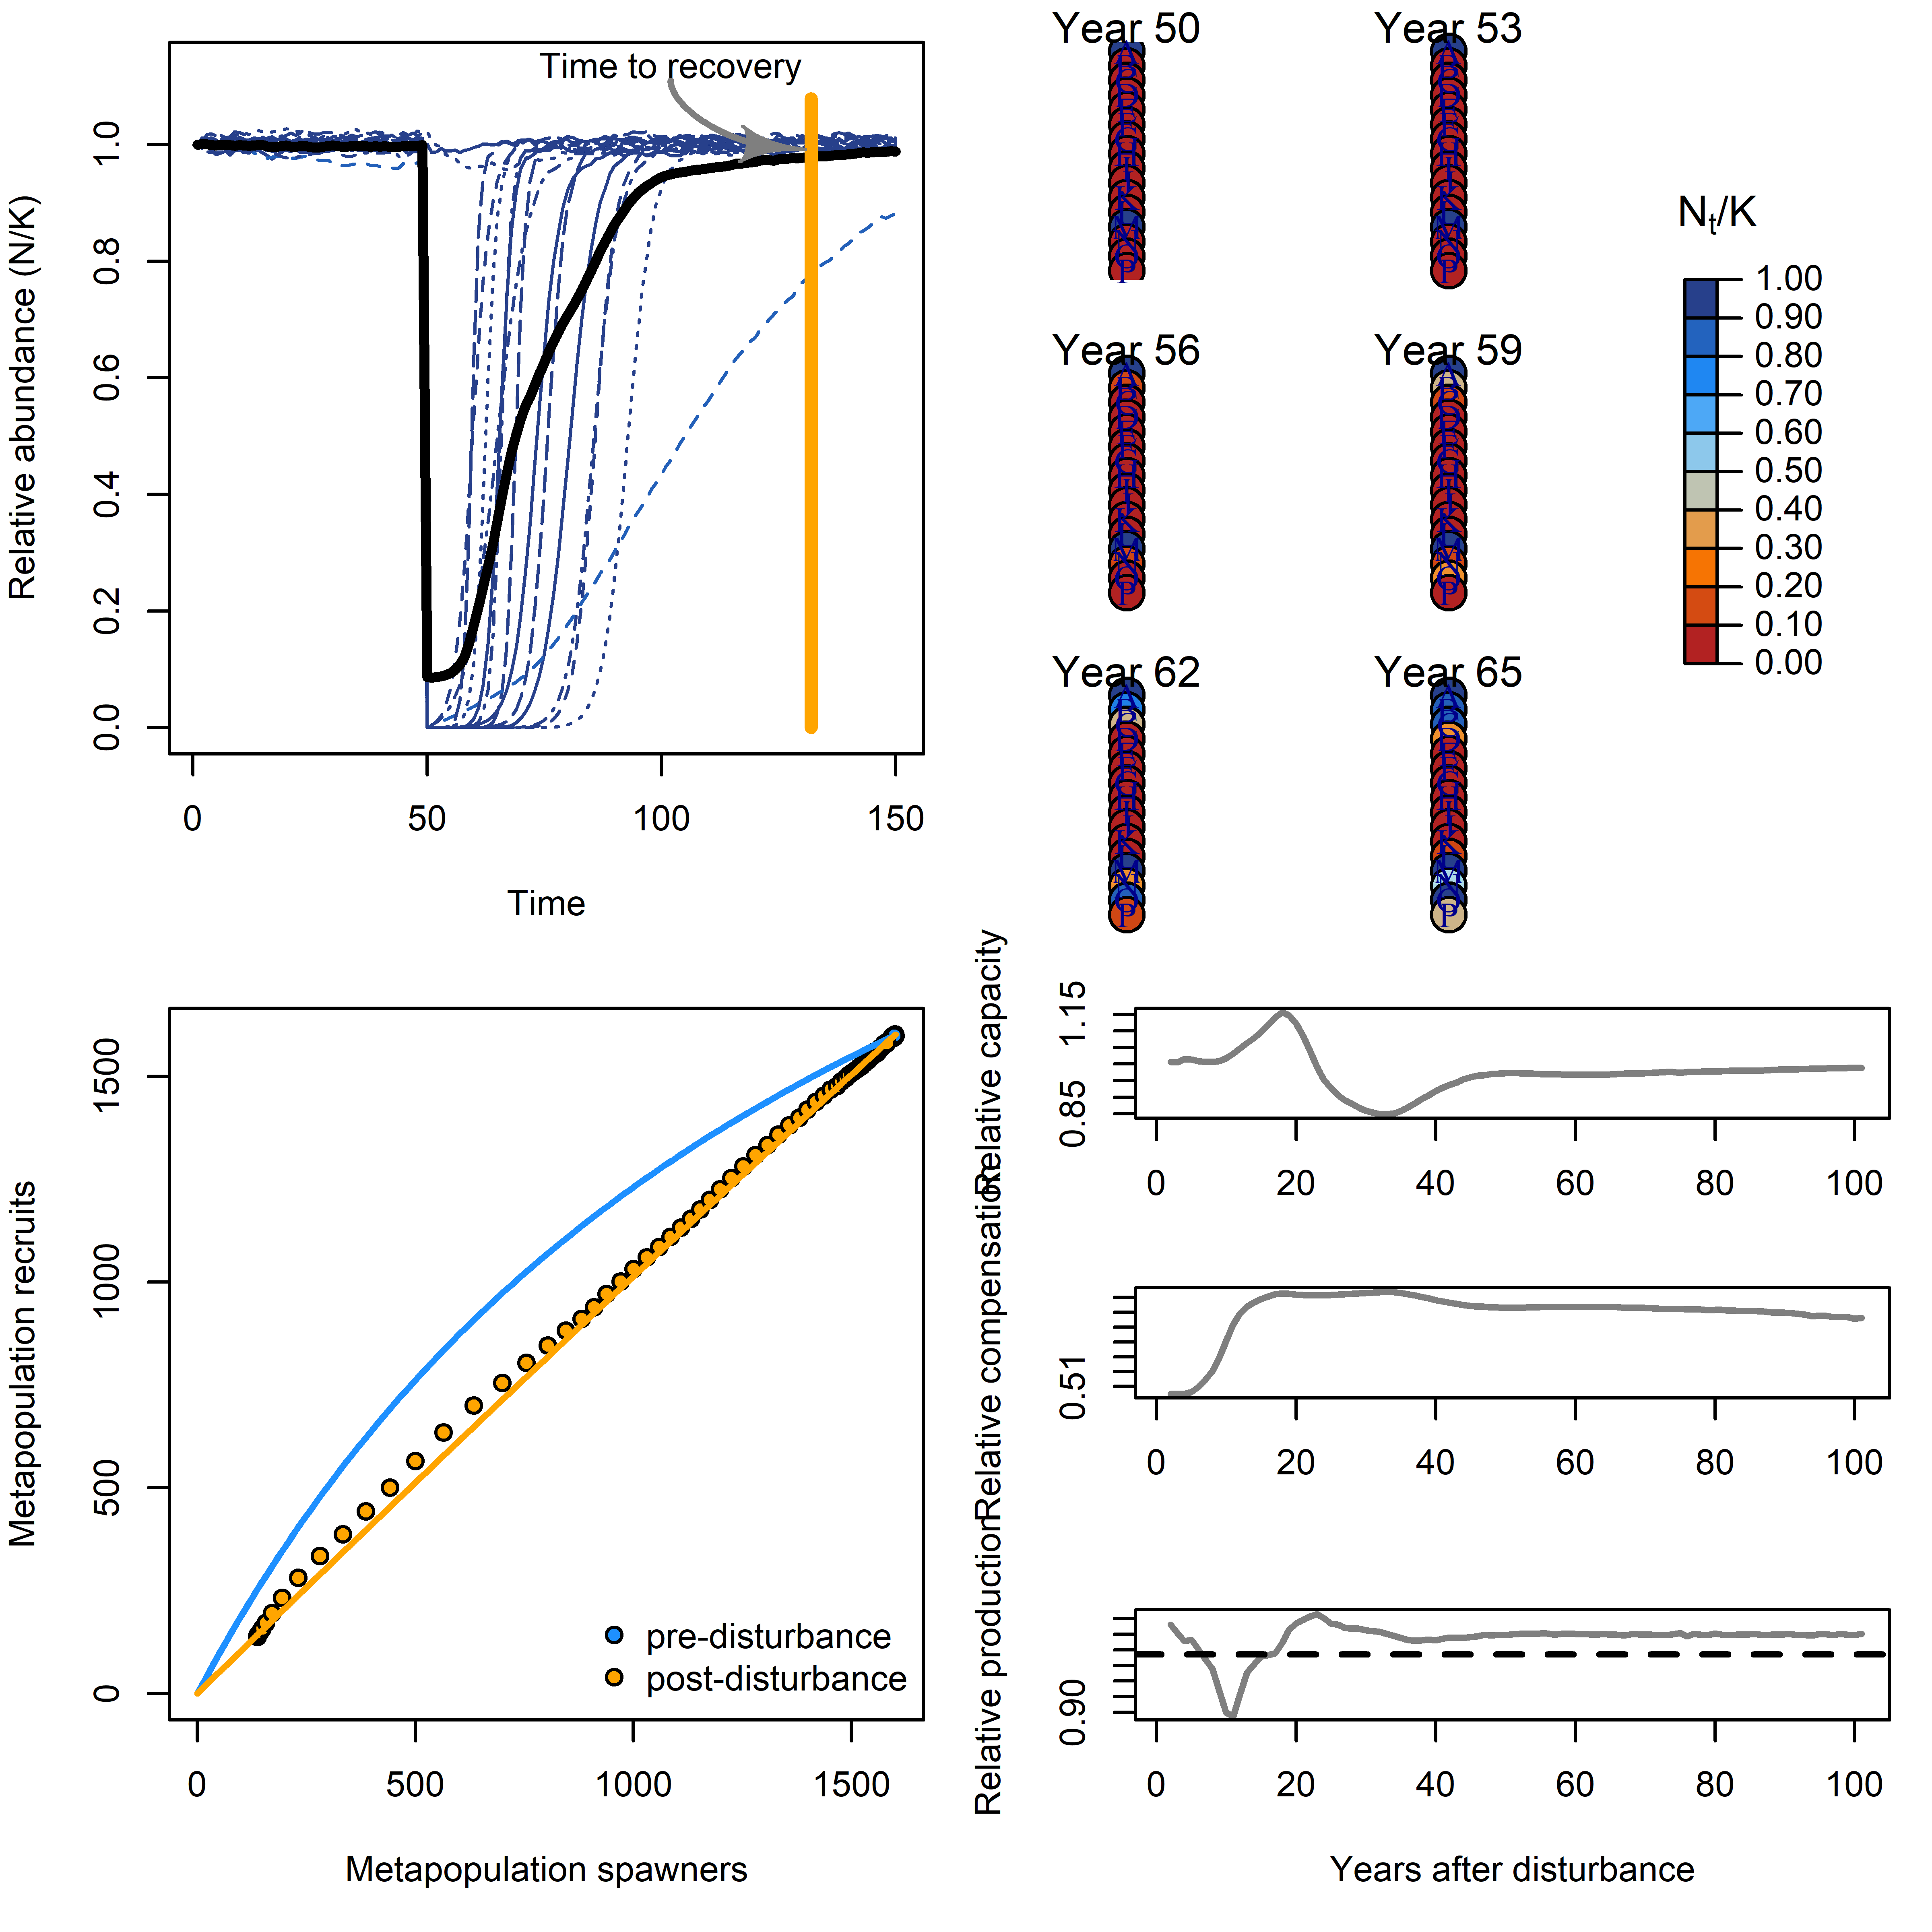 Time to recovery
Relative abundance (N/K)
1.0
0.8
0.6
0.4
0.2
0.0
0 50 100 150
Time
Year 50 Year 53
Year 56 Year 59
Year 62 Year 65
Nt/K
1.00
0.90
0.80
0.70
0.60
0.50
0.40
0.30
0.20
0.10
0.00
Metapopulation recruits
1500
1000
500
0
pre-disturbance
post-disturbance
0 500 1000 1500
Metapopulation spawners
Relative capacity
1.15
0.85
0 20 40 60 80 100
Relative compensation
0.51
0 20 40 60 80 100
Relative production
0.90
0 20 40 60 80 100
Years after disturbance